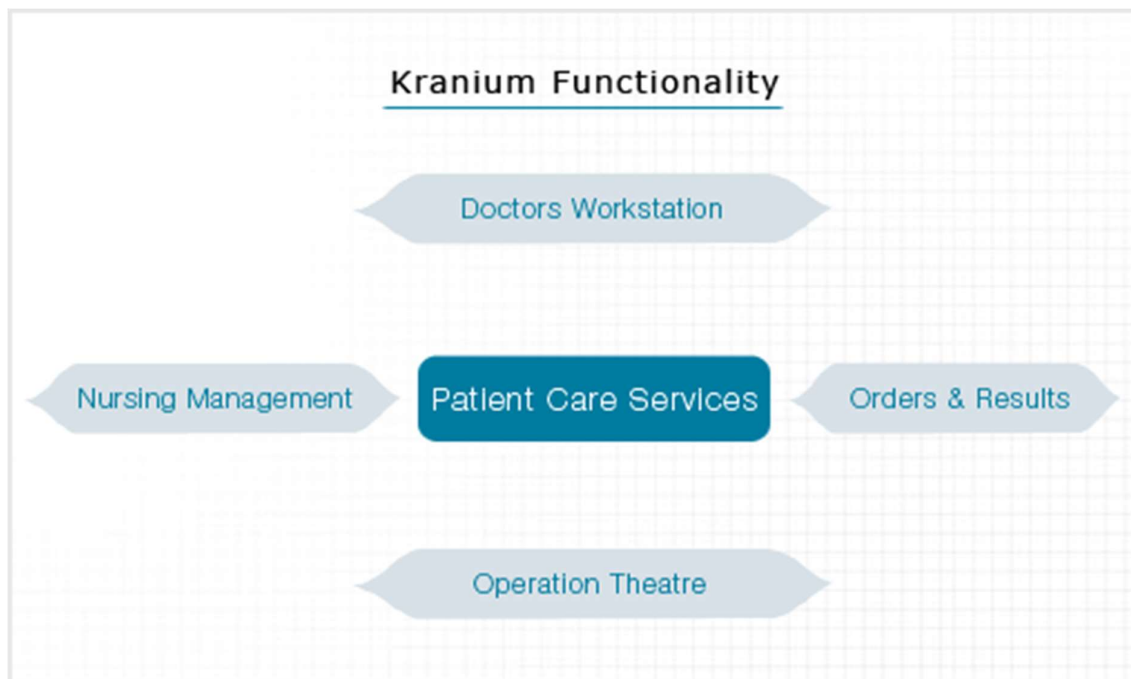 Kranium Functionality
Doctors Workstation
Nursing Management
Patient Care Services
Orders & Results
Operation Theatre